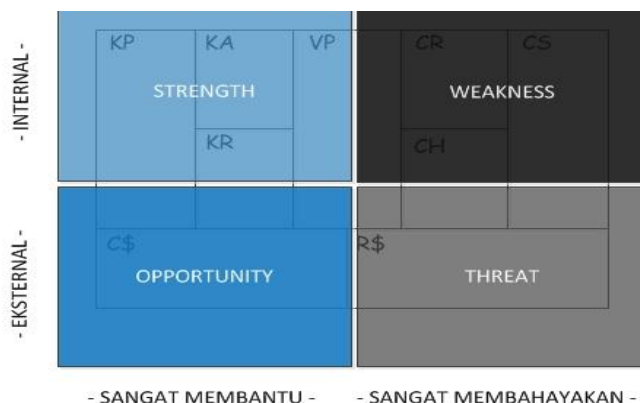 KP KA VP CR CS
STRENGTH WEAKNESS
- INTERNAL -
KR CH
C$ R$
OPPORTUNITY THREAT
- EKSTERNAL -
- SANGAT MEMBANTU - - SANGAT MEMBAHAYAKAN -